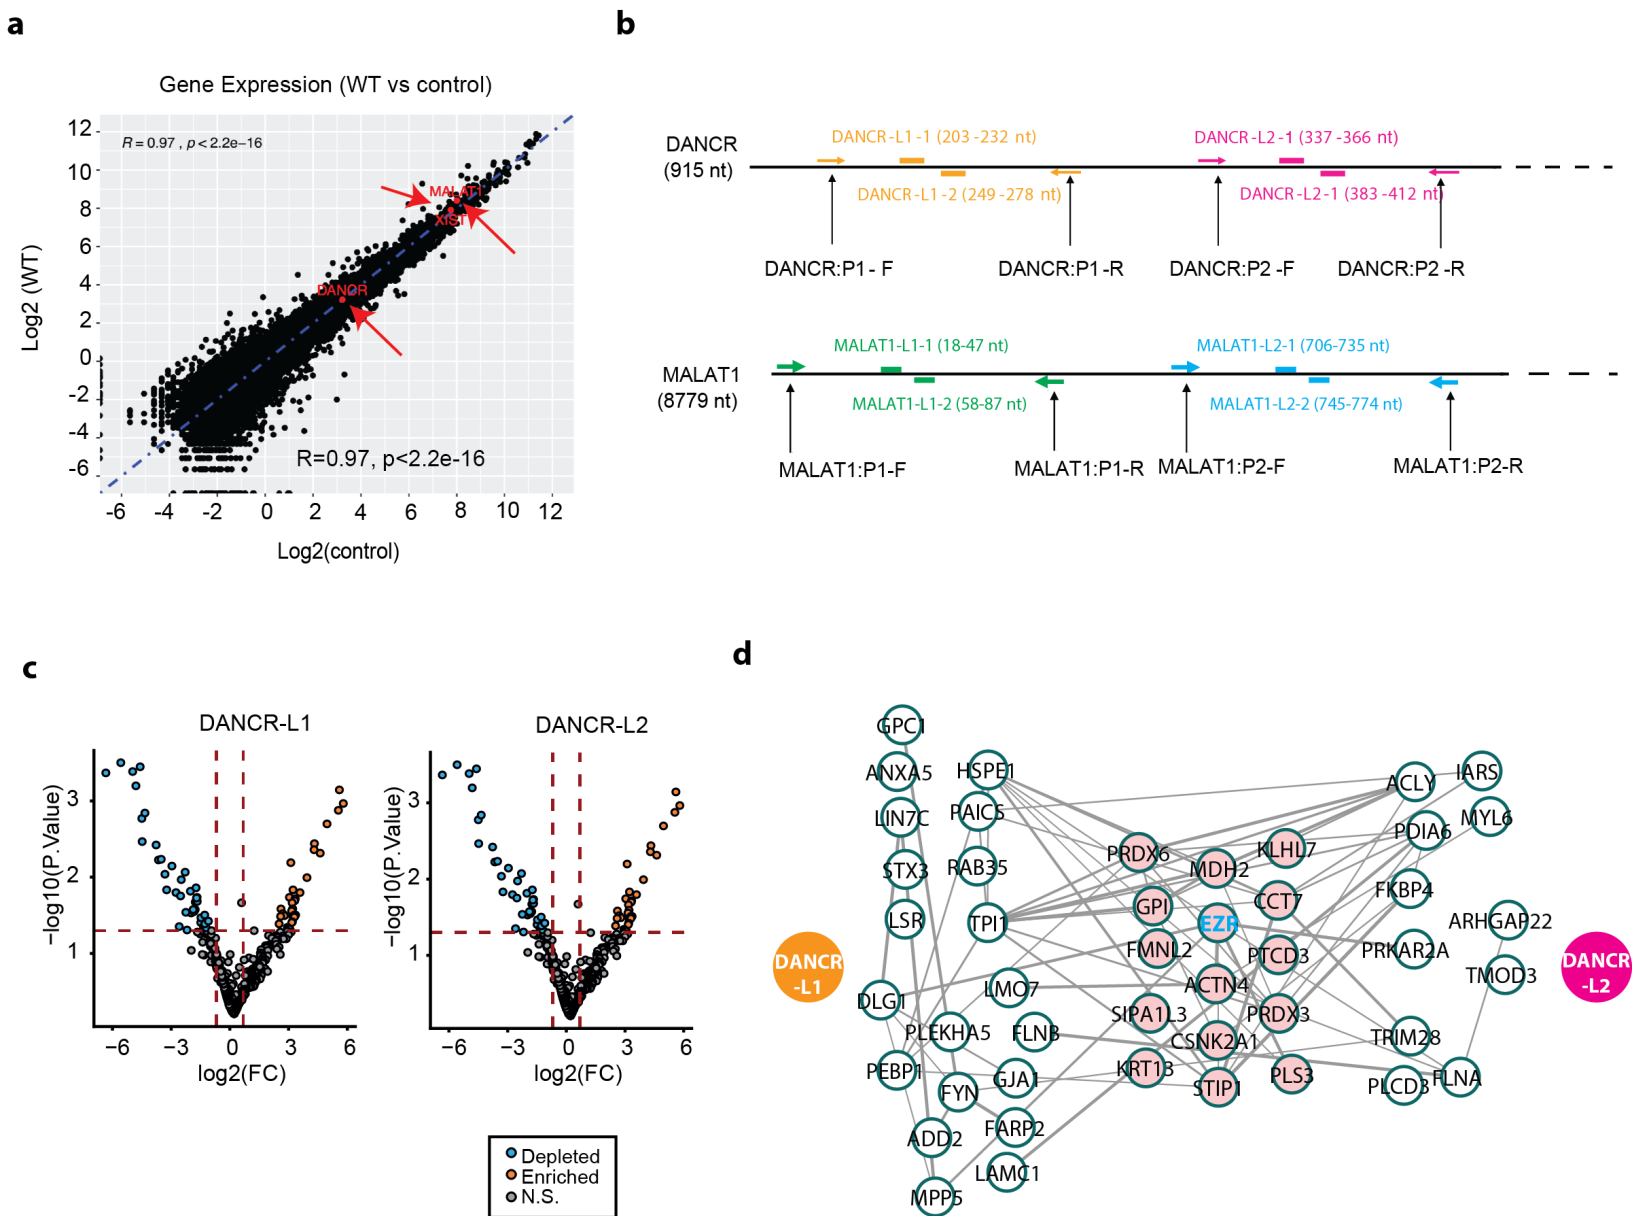 a
Gene Expression (WT vs control)
R = 0.97 , p < 2.2e-16
MALAT1
XIST
DANCR
R=0.97, p<2.2e-16
12
10
8
6
4
2
0
-2
-4
-6
Log2 (WT)
-6 -4 -2 0 2 4 6 8 10 12
Log2(control)
b
DANCR
(915 nt)
DANCR-L1-1 (203-232 nt)
DANCR-L2-1 (337-366 nt)
DANCR-L1-2 (249-278 nt)
DANCR-L2-1 (383-412 nt)
DANCR:P1-F
DANCR:P1-R
DANCR:P2-F
DANCR:P2-R
MALAT1
(8779 nt)
MALAT1-L1-1 (18-47 nt)
MALAT1-L2-1 (706-735 nt)
MALAT1-L1-2 (58-87 nt)
MALAT1-L2-2 (745-774 nt)
MALAT1:P1-F
MALAT1:P1-R
MALAT1:P2-F
MALAT1:P2-R
c
DANCR-L1
−log10(P.Value)
3
2
1
−6 −3 0 3 6
log2(FC)
DANCR-L2
−log10(P.Value)
3
2
1
−6 −3 0 3 6
log2(FC)
Depleted
Enriched
N.S.
d
GPC1
ANXA5
LIN7C
STX3
LSR
DLG1
PEBP1
ADD2
MPP5
HSPE1
PAICS
RAB35
TPI1
LMO7
PLEKHA5
FLNB
FYN
GJA1
FARP2
LAMC1
PRDX6
MDH2
KLHL7
GPI
EZR
CCT7
FMNL2
PTCD3
ACTN4
SIPA1L3
PRDX3
CSNK2A1
KRT13
STIP1
PLS3
ACLY
IARS
PDIA6
MYL6
FKBP4
ARHGAP22
PRKAR2A
TMOD3
TRIM28
PLCD3
FLNA
DANCR
-L1
DANCR
-L2